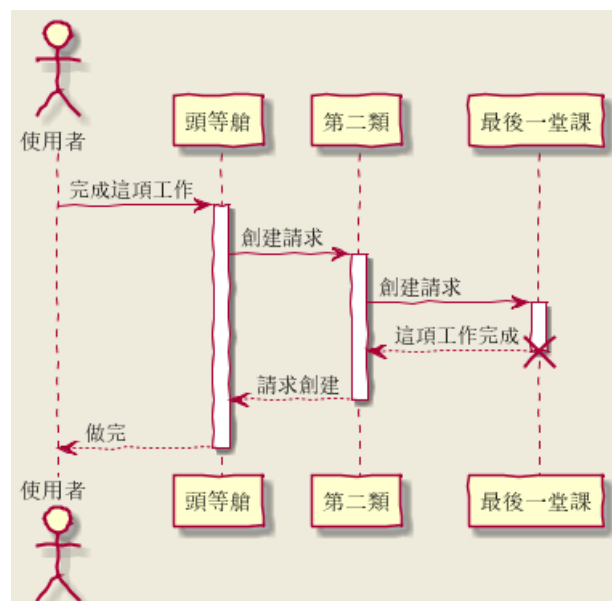 使用者
頭等艙
第二類
最後一堂課
完成這項工作
創建請求
創建請求
這項工作完成
請求創建
做完
使用者
頭等艙
第二類
最後一堂課